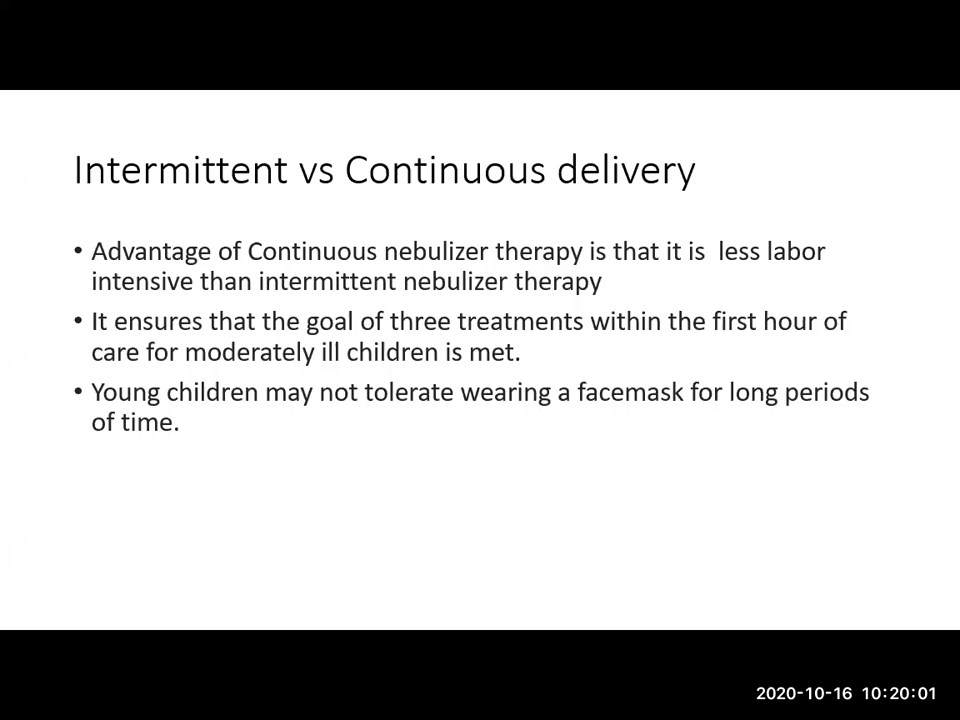 Intermittent vs Continuous delivery
• Advantage of Continuous nebulizer therapy is that it is  less labor
intensive than intermittent nebulizer therapy
• It ensures that the goal of three treatments within the first hour of
care for moderately ill children is met.
• Young children may not tolerate wearing a facemask for long periods
of time.
2020-10-16 10:20:01